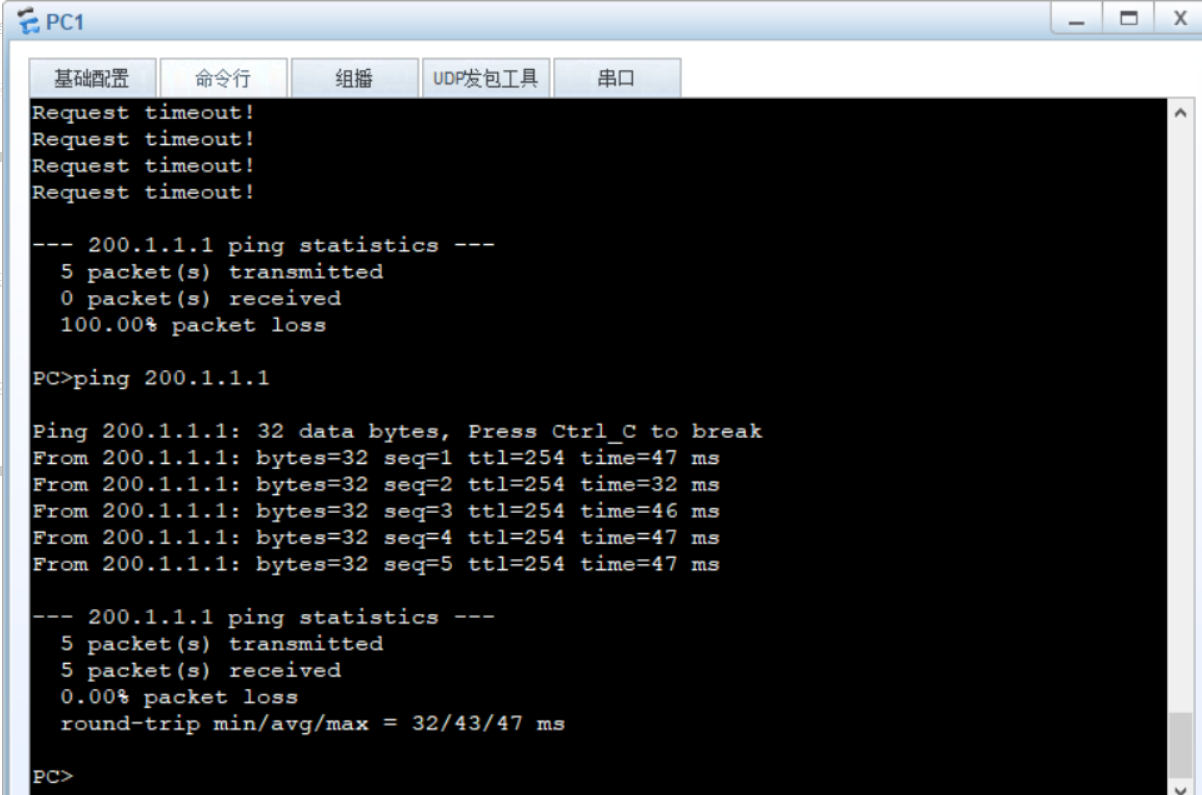 PC1
X
基础配置 命令行 组播 UDP发包工具 串口
Request timeout!
Request timeout!
Request timeout!
Request timeout!
--- 200.1.1.1 ping statistics ---
5 packet(s) transmitted
0 packet(s) received
100.00% packet loss
PC>ping 200.1.1.1
Ping 200.1.1.1: 32 data bytes, Press Ctrl_C to break
From 200.1.1.1: bytes=32 seq=1 ttl=254 time=47 ms
From 200.1.1.1: bytes=32 seq=2 ttl=254 time=32 ms
From 200.1.1.1: bytes=32 seq=3 ttl=254 time=46 ms
From 200.1.1.1: bytes=32 seq=4 ttl=254 time=47 ms
From 200.1.1.1: bytes=32 seq=5 ttl=254 time=47 ms
--- 200.1.1.1 ping statistics ---
5 packet(s) transmitted
5 packet(s) received
0.00% packet loss
round-trip min/avg/max = 32/43/47 ms
PC>